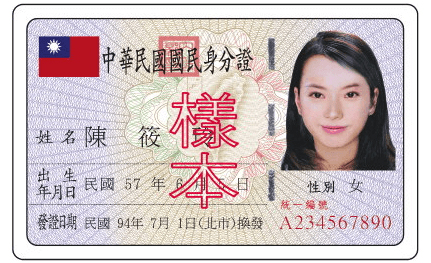 中華民國國民身分證
樣本
姓名 陳筱
出生年月日 民國 57 年 6 月 5 日
性別 女
統一編號
A234567890
發證日期 民國 94年 7月 1日(北市)換發